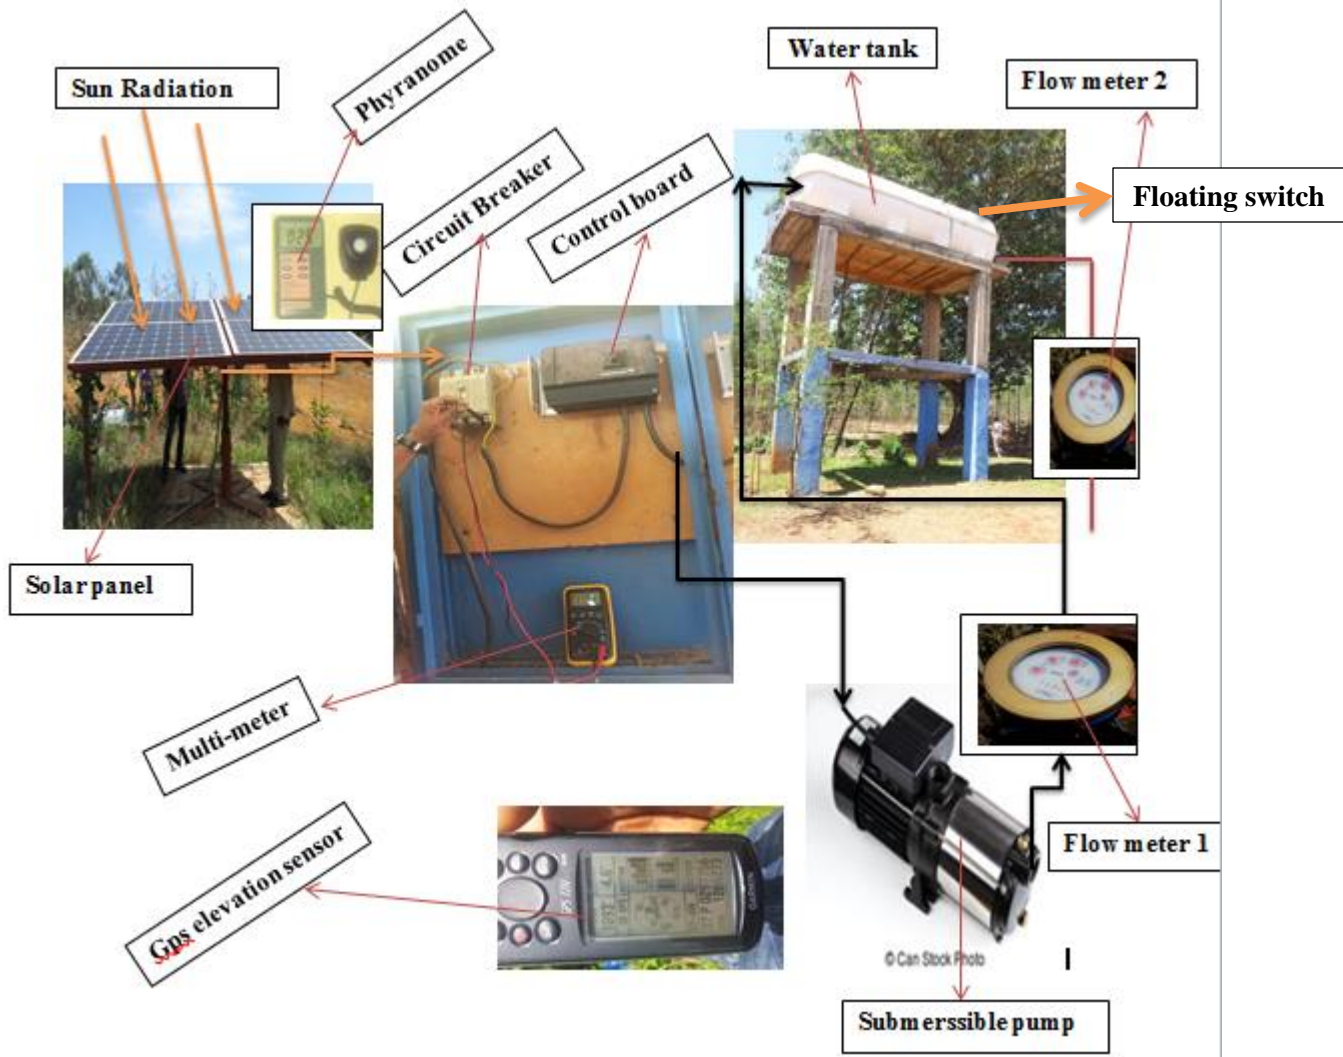 Water tank
Sun Radiation
Phyranome
Flow meter 2
Circuit Breaker
Control board
Floating switch
Solar panel
Multi-meter
Gps elevation sensor
Flow meter 1
© Can Stock Photo
Submerssible pump